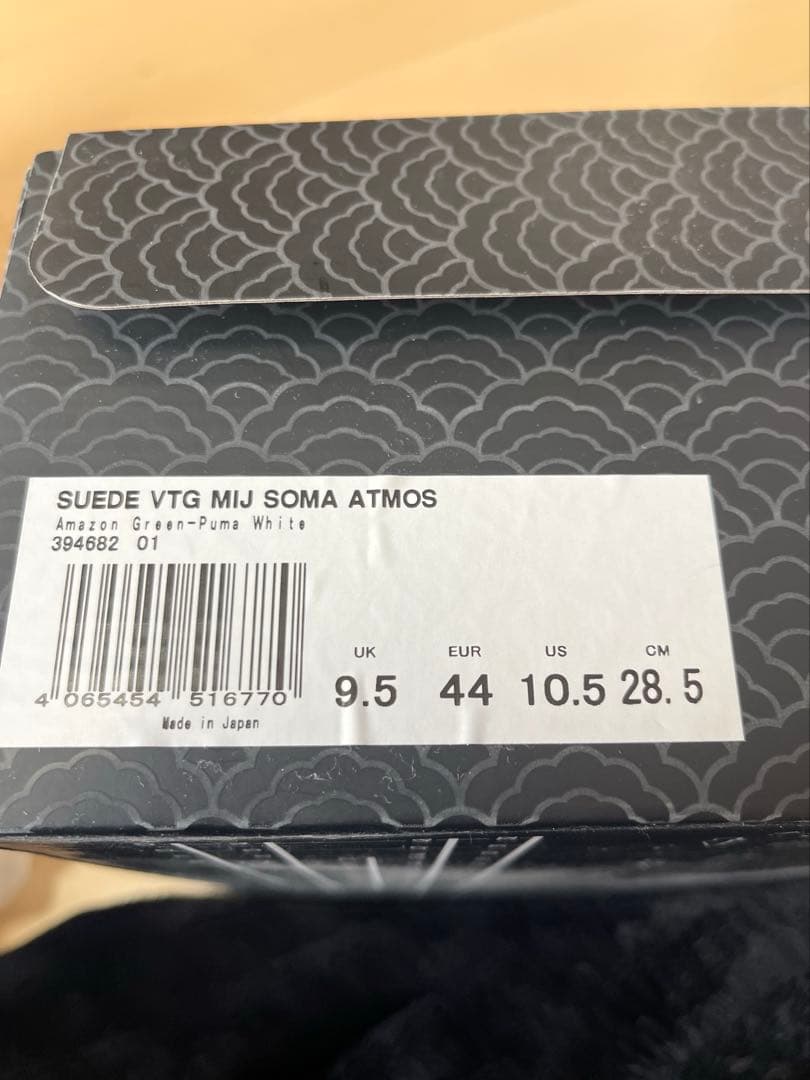 SUEDE VTG MIJ SOMA ATMOS
Amazon Green-Puma White
394682 01
UK EUR US CM
9.5 44 10.5 28.5
4 065454 516770
Made in Japan